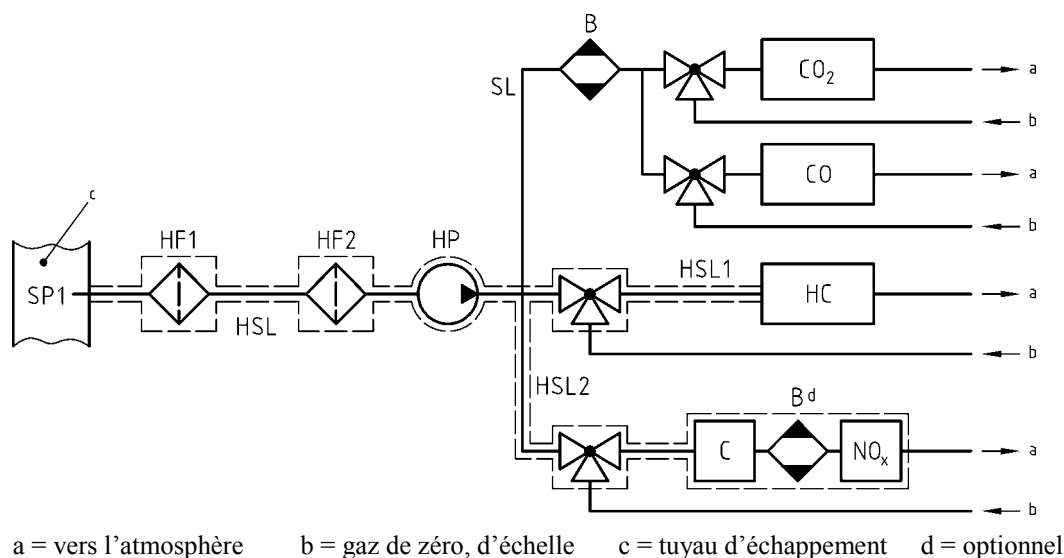 B
SL
CO₂
a
b
CO
a
b
c
SP1
HF1
HSL
HF2
HP
HSL1
HC
a
b
HSL2
B d
C
NOₓ
a
b
a = vers l’atmosphère b = gaz de zéro, d’échelle c = tuyau d’échappement d = optionnel